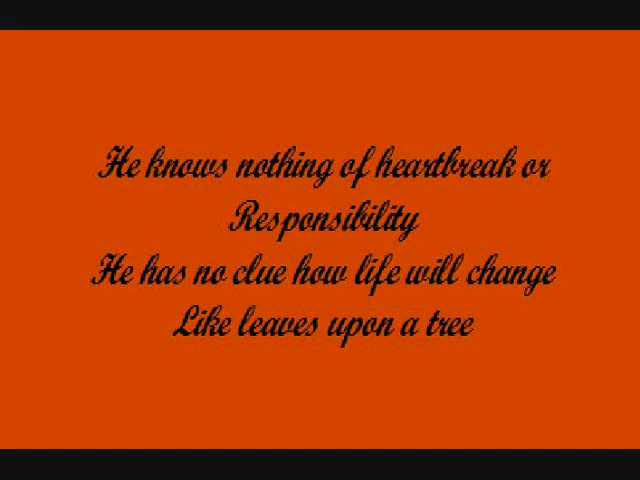 He knows nothing of heartbreak or
Responsibility
He has no clue how life will change
Like leaves upon a tree